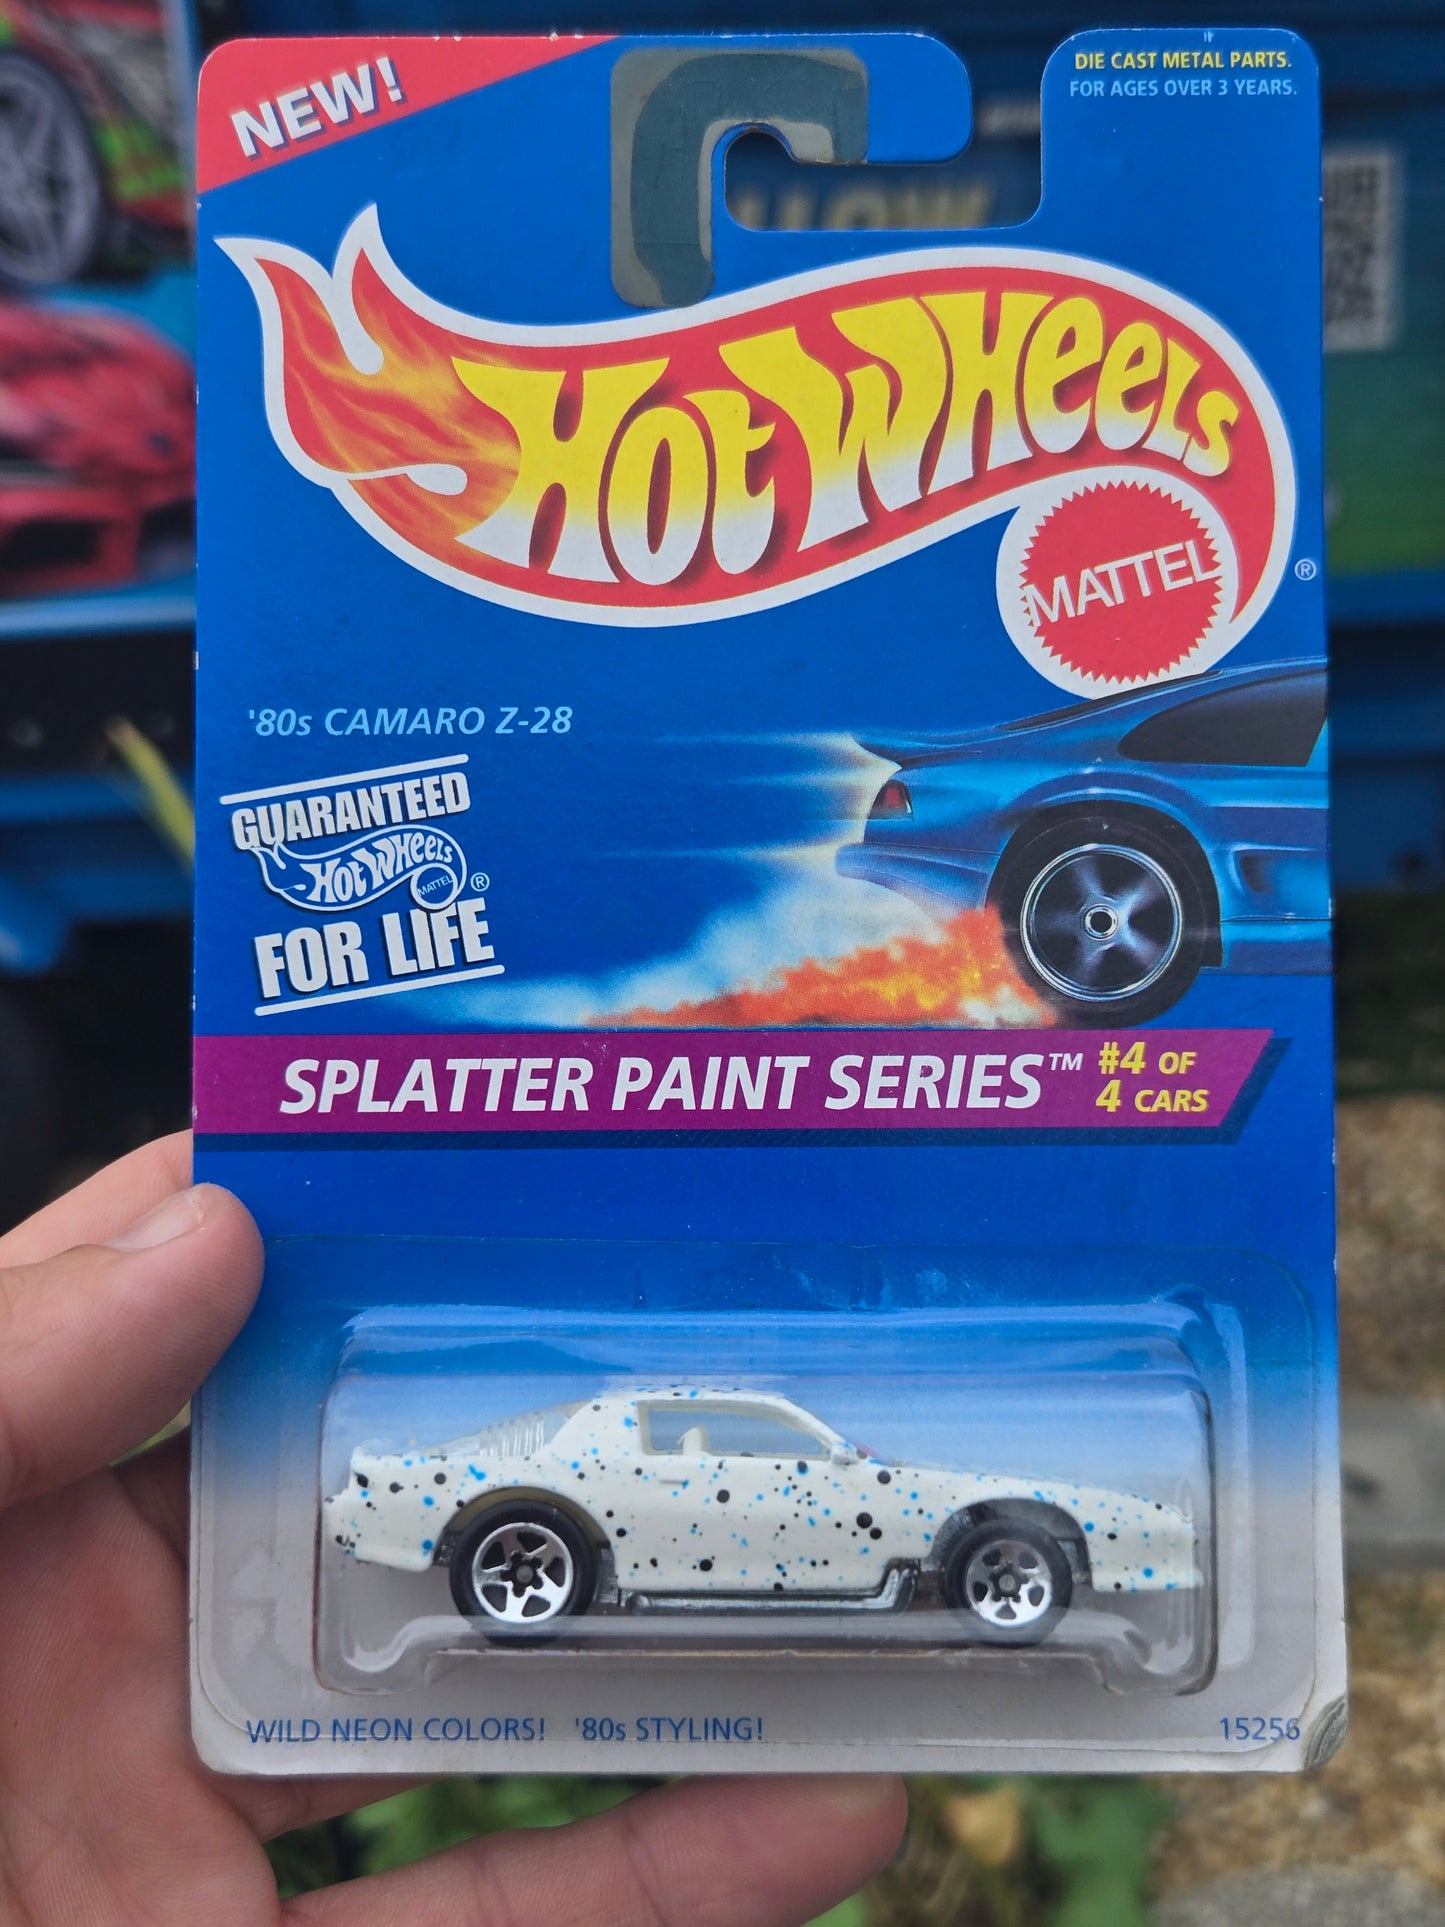 NEW!
DIE CAST METAL PARTS.
FOR AGES OVER 3 YEARS.
HOT WHEELS
MATTEL
®
'80s CAMARO Z-28
GUARANTEED
HOT WHEELS
MATTEL
®
FOR LIFE
SPLATTER PAINT SERIES™ #4 OF
4 CARS
WILD NEON COLORS! '80s STYLING!
15256